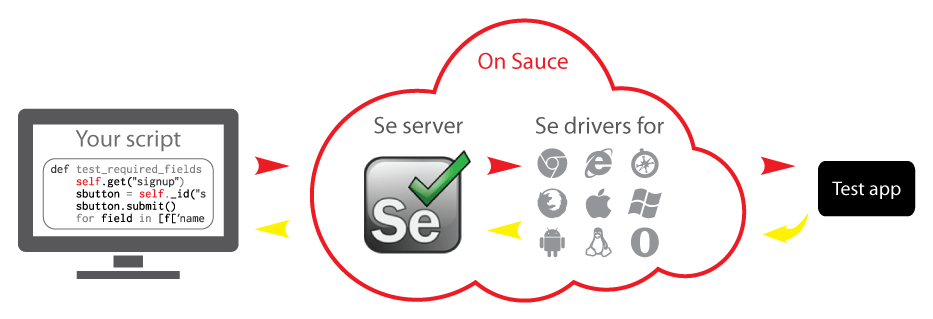 On Sauce
Your script
def test_required_fields
self.get("signup")
sbutton = self._id("s
sbutton.submit()
for field in [f['name
Se server
Se
Se drivers for
Test app